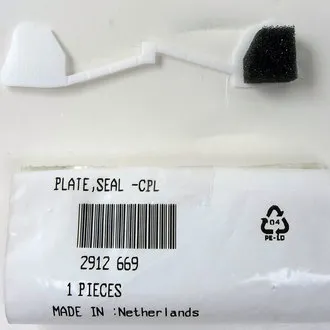 PLATE,SEAL -CPL
2912 669
1 PIECES
MADE IN :Netherlands
04
PE-LD